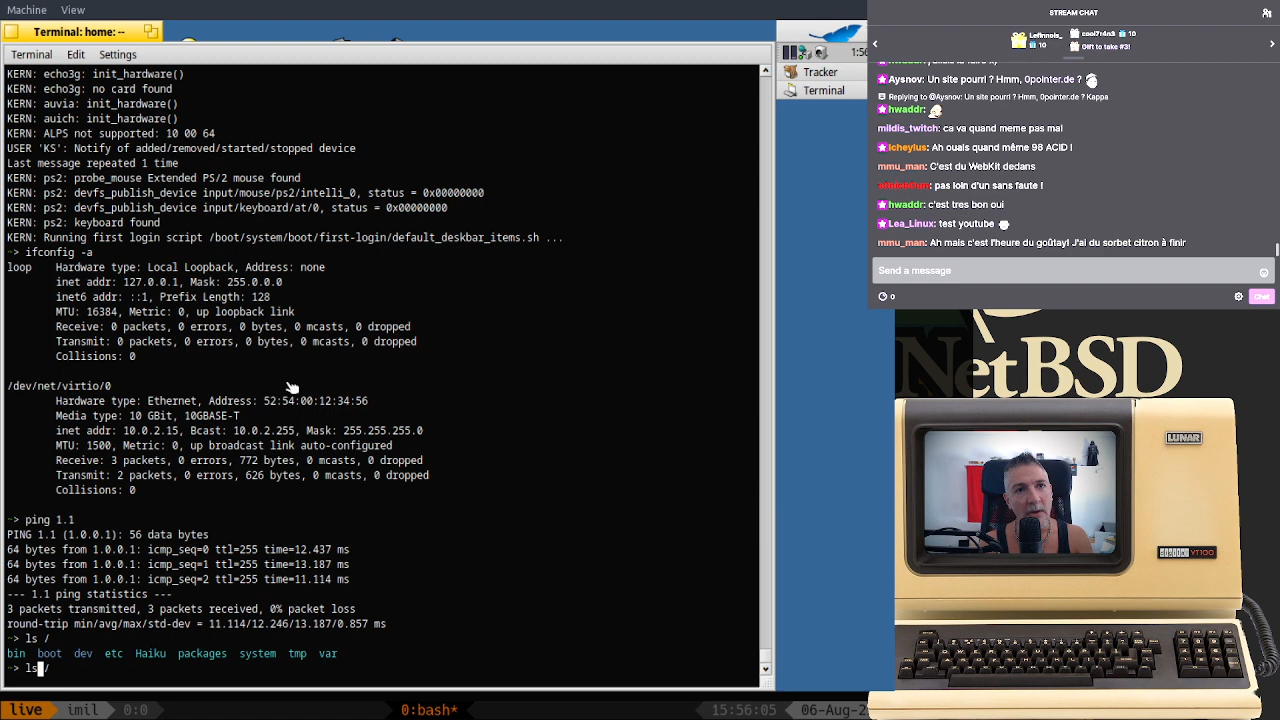 Machine View
Terminal: home: --
Terminal Edit Settings
KERN: echo3g: init_hardware()
KERN: echo3g: no card found
KERN: auvia: init_hardware()
KERN: auich: init_hardware()
KERN: ALPS not supported: 10 00 64
USER 'KS': Notify of added/removed/started/stopped device
Last message repeated 1 time
KERN: ps2: probe_mouse Extended PS/2 mouse found
KERN: ps2: devfs_publish_device input/mouse/ps2/intelli_0, status = 0x00000000
KERN: ps2: devfs_publish_device input/keyboard/at/0, status = 0x00000000
KERN: ps2: keyboard found
KERN: Running first login script /boot/system/boot/first-login/default_deskbar_items.sh ...
~> ifconfig -a
loop Hardware type: Local Loopback, Address: none
inet addr: 127.0.0.1, Mask: 255.0.0.0
inet6 addr: ::1, Prefix Length: 128
MTU: 16384, Metric: 0, up loopback link
Receive: 0 packets, 0 errors, 0 bytes, 0 mcasts, 0 dropped
Transmit: 0 packets, 0 errors, 0 bytes, 0 mcasts, 0 dropped
Collisions: 0
/dev/net/virtio/0
Hardware type: Ethernet, Address: 52:54:00:12:34:56
Media type: 10 GBit, 10GBASE-T
inet addr: 10.0.2.15, Bcast: 10.0.2.255, Mask: 255.255.255.0
MTU: 1500, Metric: 0, up broadcast link auto-configured
Receive: 3 packets, 0 errors, 772 bytes, 0 mcasts, 0 dropped
Transmit: 2 packets, 0 errors, 626 bytes, 0 mcasts, 0 dropped
Collisions: 0
~> ping 1.1
PING 1.1 (1.0.0.1): 56 data bytes
64 bytes from 1.0.0.1: icmp_seq=0 ttl=255 time=12.437 ms
64 bytes from 1.0.0.1: icmp_seq=1 ttl=255 time=13.187 ms
64 bytes from 1.0.0.1: icmp_seq=2 ttl=255 time=11.114 ms
--- 1.1 ping statistics ---
3 packets transmitted, 3 packets received, 0% packet loss
round-trip min/avg/max/std-dev = 11.114/12.246/13.187/0.857 ms
~> ls /
bin boot dev etc Haiku packages system tmp var
~> ls /
live imil 0:0 0:bash* 15:56:05 06-Aug-2
1:56
Tracker
Terminal
STREAM CHAT
Lefinnois_ 10
cool7r4n3i 10
Gift to take #3!
Aysnov: Un site pourri ? Hmm, 0pointer.de ?
Replying to @Aysnov: Un site pourri ? Hmm, 0pointer.de ? Kappa
hwaddr:
mildis_twitch: ca va quand meme pas mal
Icheylus: Ah ouais quand même 98 ACID !
mmu_man: C'est du WebKit dedans
: pas loin d'un sans faute !
hwaddr: c'est tres bon oui
Lea_Linux: test youtube
mmu_man: Ah mais c'est l'heure du goûtay! J'ai du sorbet citron à finir
Send a message
0
Chat
NetBSD
LUNAR
digital VT100